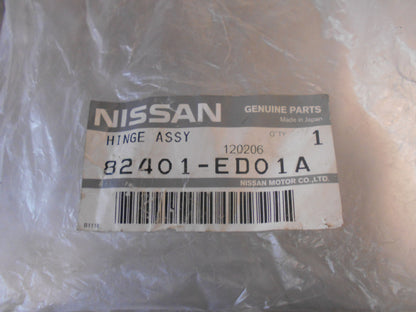 NISSAN GENUINE PARTS
Made in Japan
HINGE ASSY Q'TY 1
120206
82401-ED01A
NISSAN MOTOR CO.,LTD.